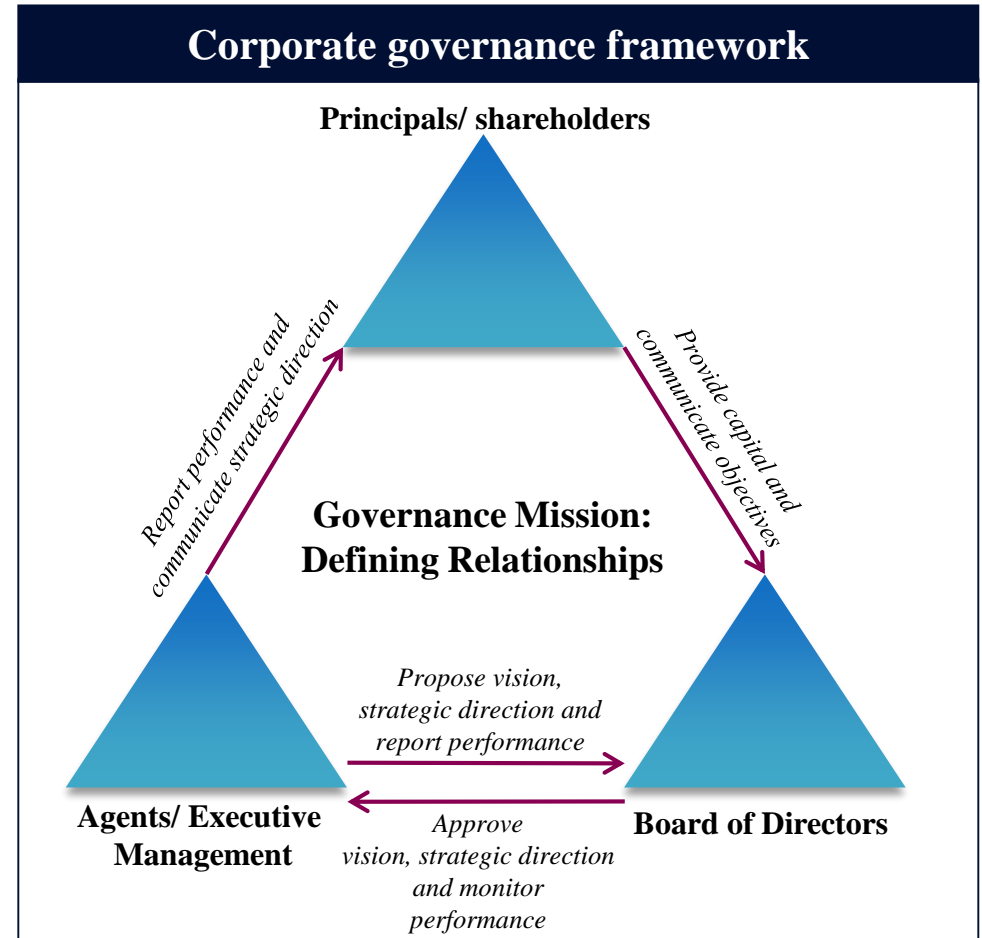 Corporate governance framework
Principals/ shareholders
Report performance and
communicate strategic direction
Provide capital and
communicate objectives
Governance Mission:
Defining Relationships
Propose vision,
strategic direction and
report performance
Agents/ Executive
Management
Approve
vision, strategic direction
and monitor
performance
Board of Directors